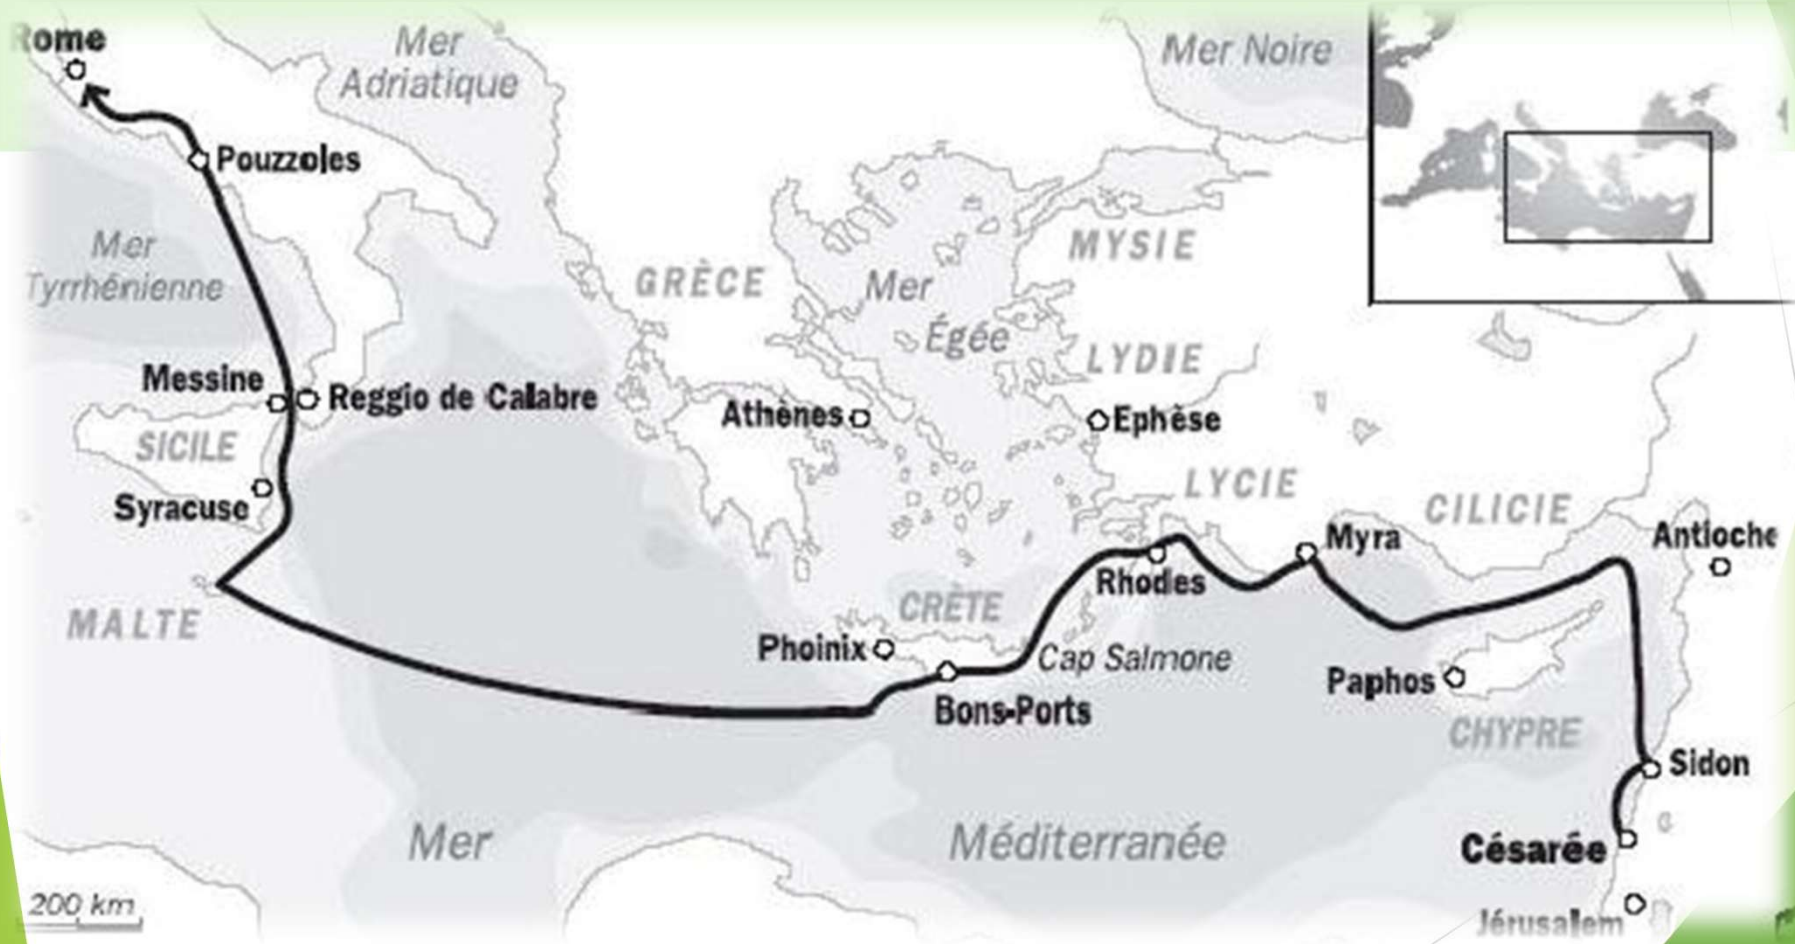 Rome
Mer
Adriatique
Mer Noire
Pouzzoles
MYSIE
Mer
Tyrrhénienne
GRÈCE
Mer
Égée
LYDIE
Messine
Reggio de Calabre
Athènes
Ephèse
SICILE
LYCIE
CILICIE
Syracuse
Myra
Antioche
Rhodes
MALTE
CRÈTE
Phoinix
Cap Salmone
Paphos
Bons-Ports
CHYPRE
Sidon
Mer
Méditerranée
Césarée
200 km
Jérusalem